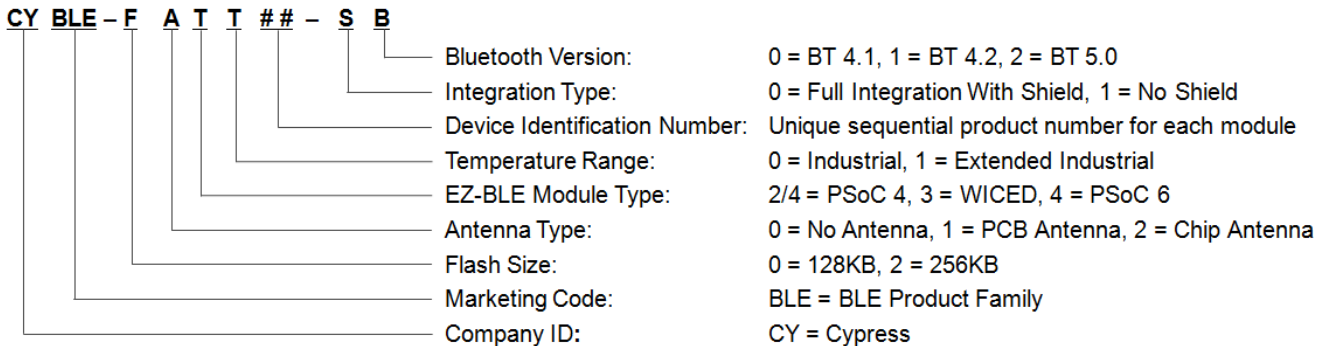 CY BLE – F A T T ## – S B
Bluetooth Version: 0 = BT 4.1, 1 = BT 4.2, 2 = BT 5.0
Integration Type: 0 = Full Integration With Shield, 1 = No Shield
Device Identification Number: Unique sequential product number for each module
Temperature Range: 0 = Industrial, 1 = Extended Industrial
EZ-BLE Module Type: 2/4 = PSoC 4, 3 = WICED, 4 = PSoC 6
Antenna Type: 0 = No Antenna, 1 = PCB Antenna, 2 = Chip Antenna
Flash Size: 0 = 128KB, 2 = 256KB
Marketing Code: BLE = BLE Product Family
Company ID: CY = Cypress